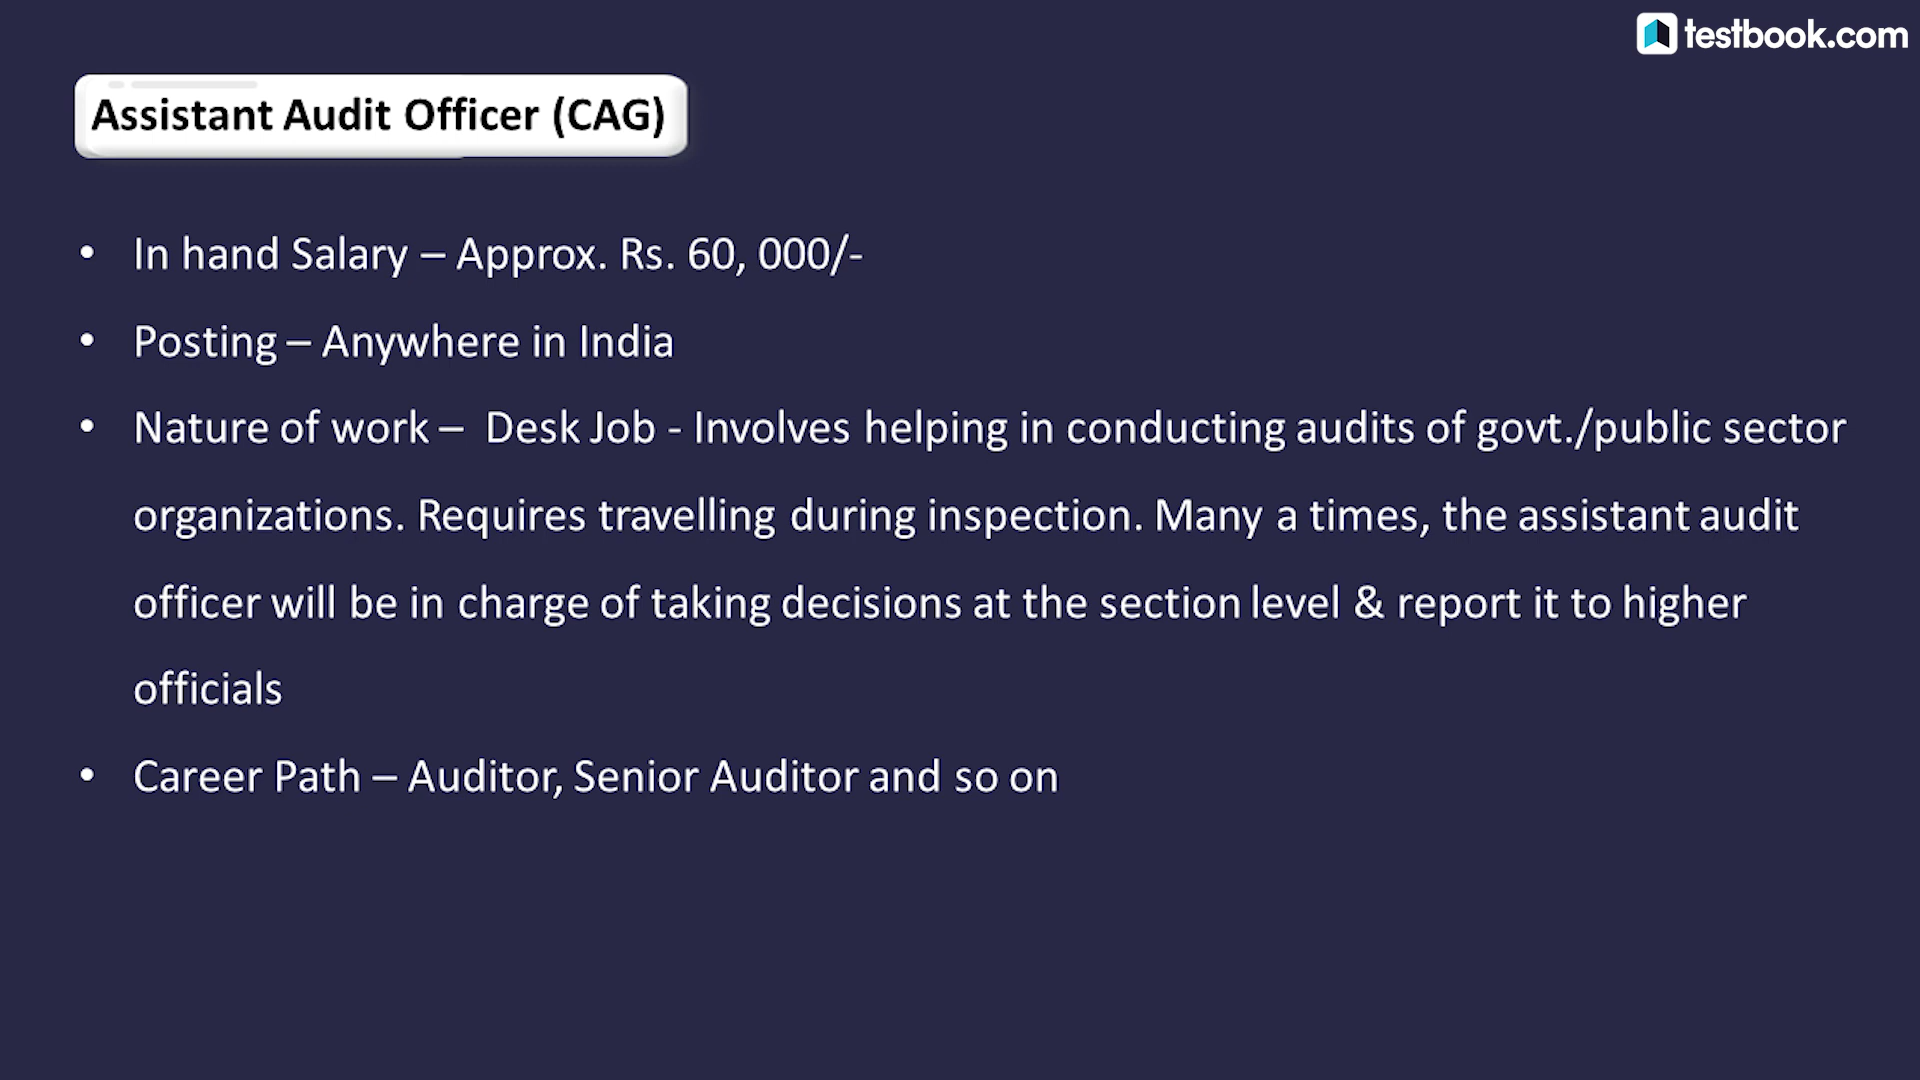 testbook.com
Assistant Audit Officer (CAG)
• In hand Salary – Approx. Rs. 60, 000/-
• Posting – Anywhere in India
• Nature of work – Desk Job - Involves helping in conducting audits of govt./public sector
organizations. Requires travelling during inspection. Many a times, the assistant audit
officer will be in charge of taking decisions at the section level & report it to higher
officials
• Career Path – Auditor, Senior Auditor and so on